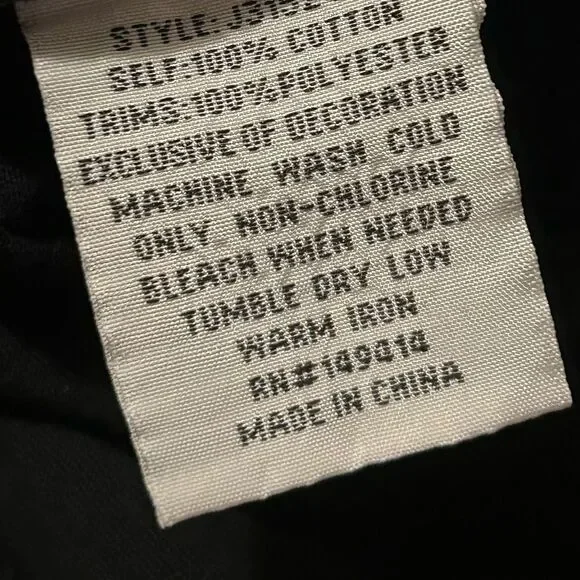 STYLE:
SELF:100% COTTON
TRIMS:100%POLYESTER
EXCLUSIVE OF DECORATION
MACHINE WASH COLD
ONLY NON-CHLORINE
BLEACH WHEN NEEDED
TUMBLE DRY LOW
WARM IRON
RN#149414
MADE IN CHINA